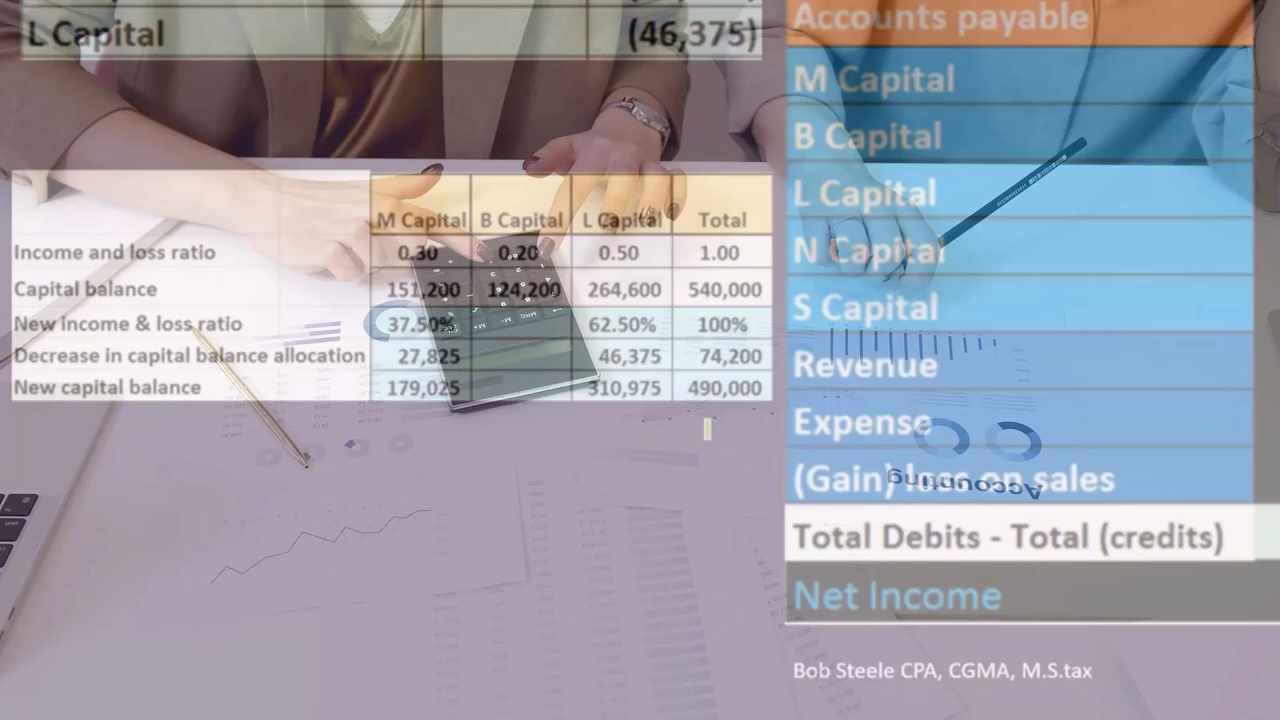 L Capital (46,375)
M Capital B Capital L Capital Total
Income and loss ratio 0.30 0.20 0.50 1.00
Capital balance 151,200 124,200 264,600 540,000
New income & loss ratio 37.50% 62.50% 100%
Decrease in capital balance allocation 27,825 46,375 74,200
New capital balance 179,025 310,975 490,000
Accounts payable
M Capital
B Capital
L Capital
N Capital
S Capital
Revenue
Expense
(Gain) loss on sales
Accounting
Total Debits - Total (credits)
Net Income
Bob Steele CPA, CGMA, M.S.tax